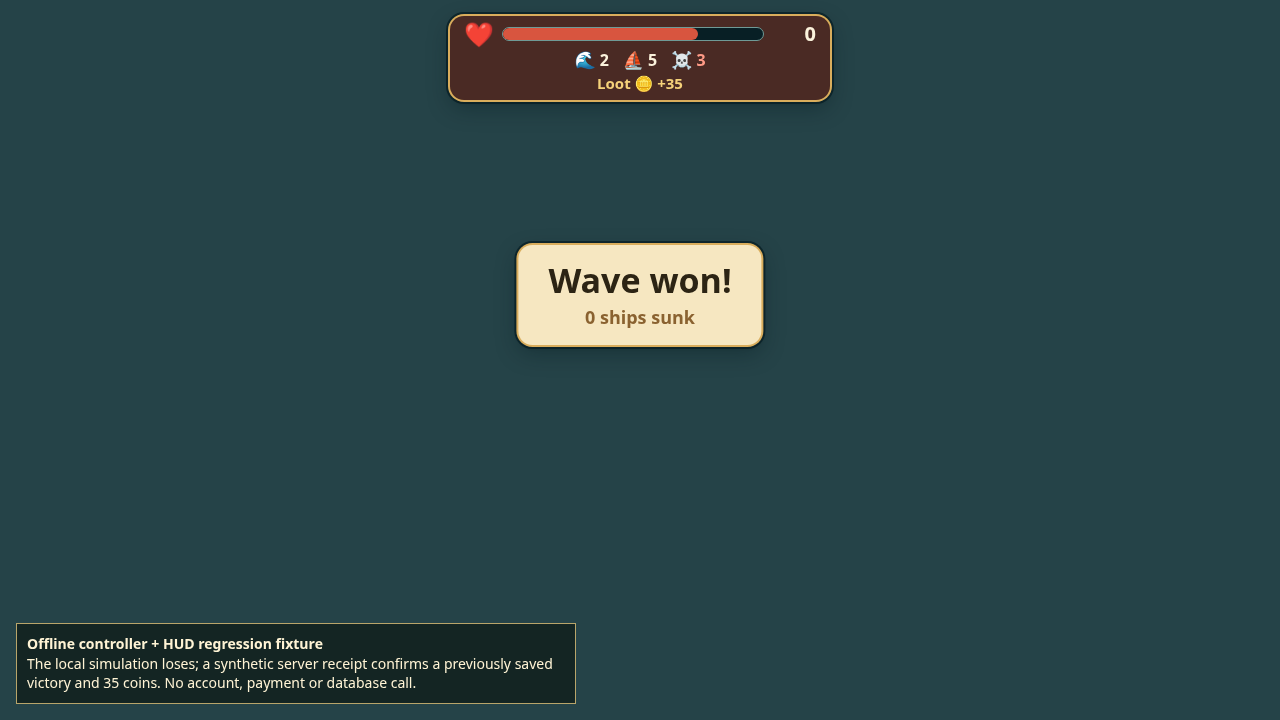 ❤️ 0
🌊 2 ⛵ 5 ☠️ 3
Loot 🪙 +35
Wave won!
0 ships sunk
Offline controller + HUD regression fixture
The local simulation loses; a synthetic server receipt confirms a previously saved
victory and 35 coins. No account, payment or database call.